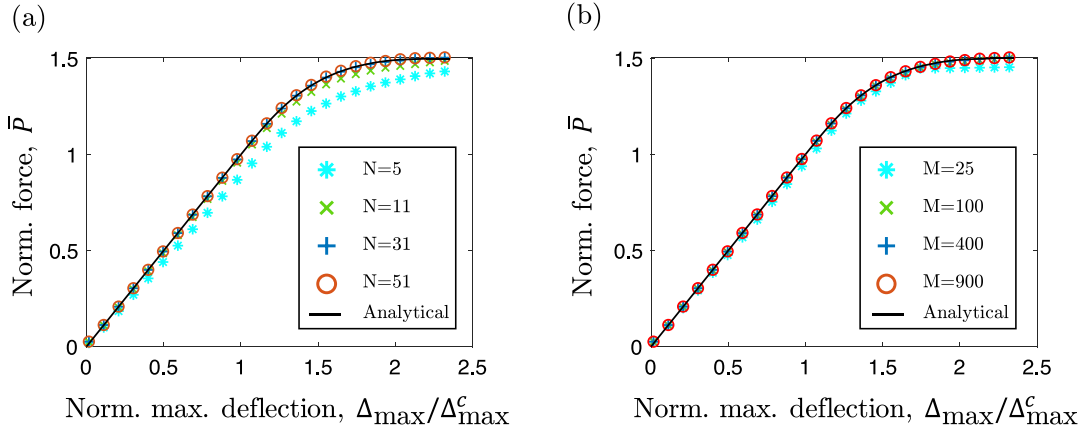 (a)
1.5
1
0.5
0
Norm. force, P̅
N=5
N=11
N=31
N=51
Analytical
0 0.5 1 1.5 2 2.5
Norm. max. deflection, Δmax/Δᶜmax
(b)
1.5
1
0.5
0
Norm. force, P̅
M=25
M=100
M=400
M=900
Analytical
0 0.5 1 1.5 2 2.5
Norm. max. deflection, Δmax/Δᶜmax